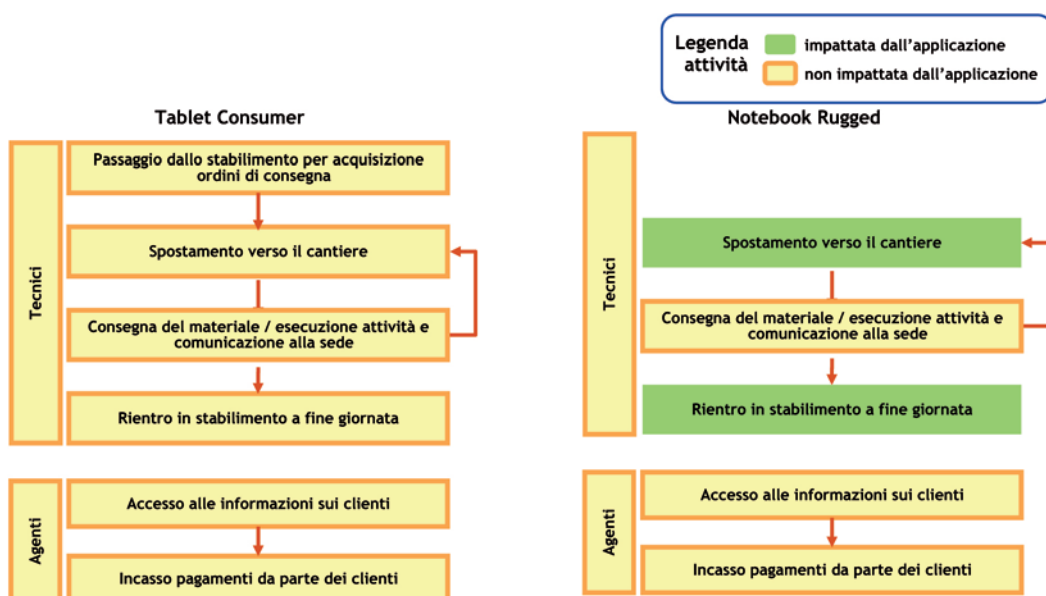 Legenda
attività
impattata dall'applicazione
non impattata dall'applicazione
Tablet Consumer
Tecnici
Passaggio dallo stabilimento per acquisizione
ordini di consegna
Spostamento verso il cantiere
Consegna del materiale / esecuzione attività e
comunicazione alla sede
Rientro in stabilimento a fine giornata
Agenti
Accesso alle informazioni sui clienti
Incasso pagamenti da parte dei clienti
Notebook Rugged
Tecnici
Spostamento verso il cantiere
Consegna del materiale / esecuzione attività e
comunicazione alla sede
Rientro in stabilimento a fine giornata
Agenti
Accesso alle informazioni sui clienti
Incasso pagamenti da parte dei clienti